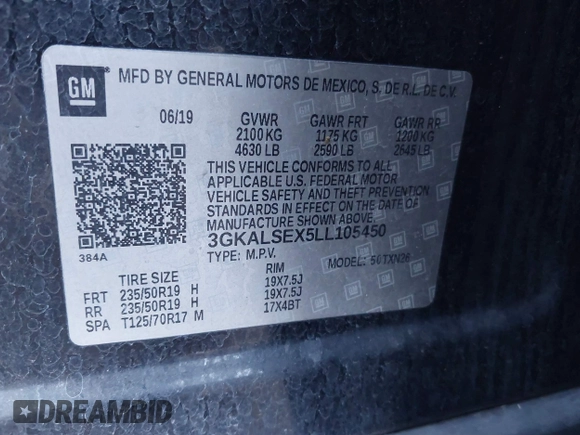 GM ® MFD BY GENERAL MOTORS DE MEXICO, S. DE R.L. DE C.V.
06/19 GVWR GAWR FRT GAWR RR
2100 KG 1175 KG 1200 KG
4630 LB 2590 LB 2645 LB
THIS VEHICLE CONFORMS TO ALL
APPLICABLE U.S. FEDERAL MOTOR
VEHICLE SAFETY AND THEFT PREVENTION
STANDARDS IN EFFECT ON THE DATE OF
MANUFACTURE SHOWN ABOVE.
384A 3GKALSEX5LL105450
TYPE: M.P.V. MODEL: 50TXN26
TIRE SIZE RIM
FRT 235/50R19 H 19X7.5J
RR 235/50R19 H 19X7.5J
SPA T125/70R17 M 17X4BT
DREAMBID